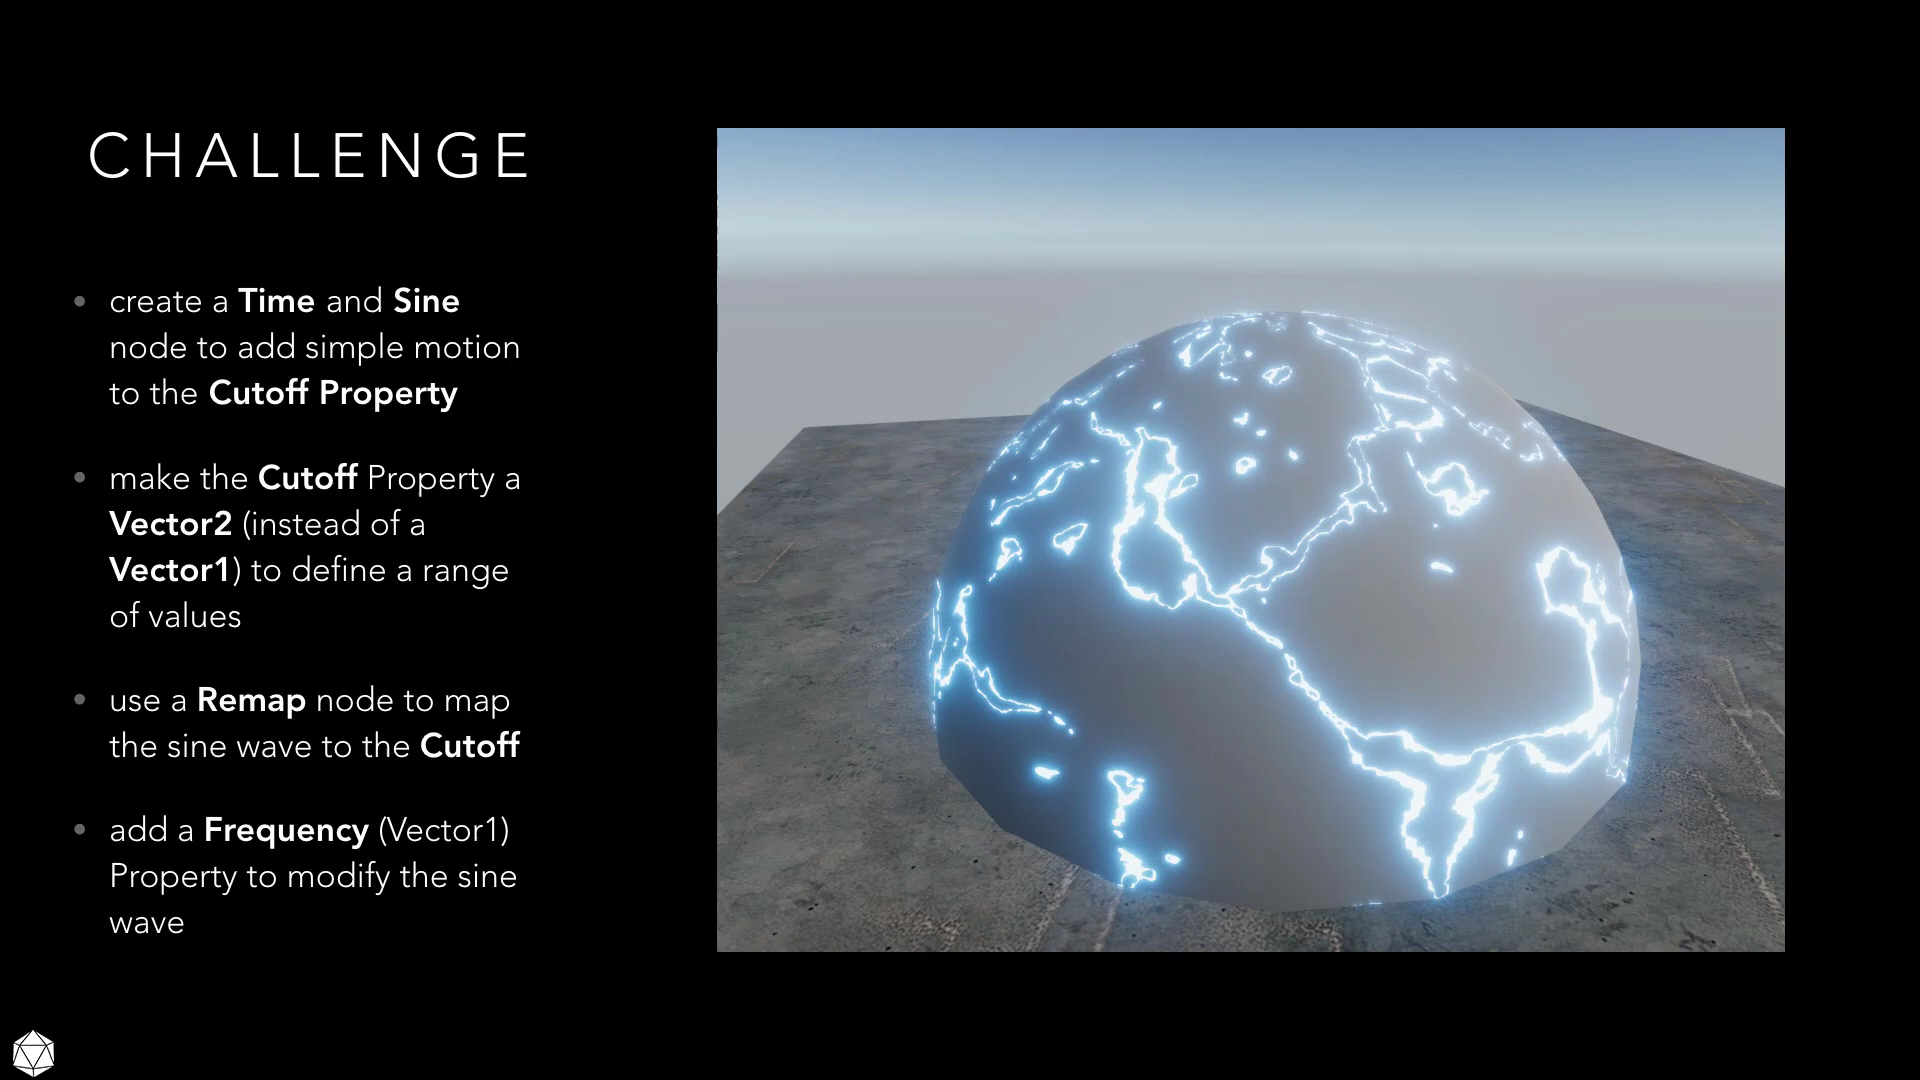 CHALLENGE
create a Time and Sine
node to add simple motion
to the Cutoff Property
make the Cutoff Property a
Vector2 (instead of a
Vector1) to define a range
of values
use a Remap node to map
the sine wave to the Cutoff
add a Frequency (Vector1)
Property to modify the sine
wave